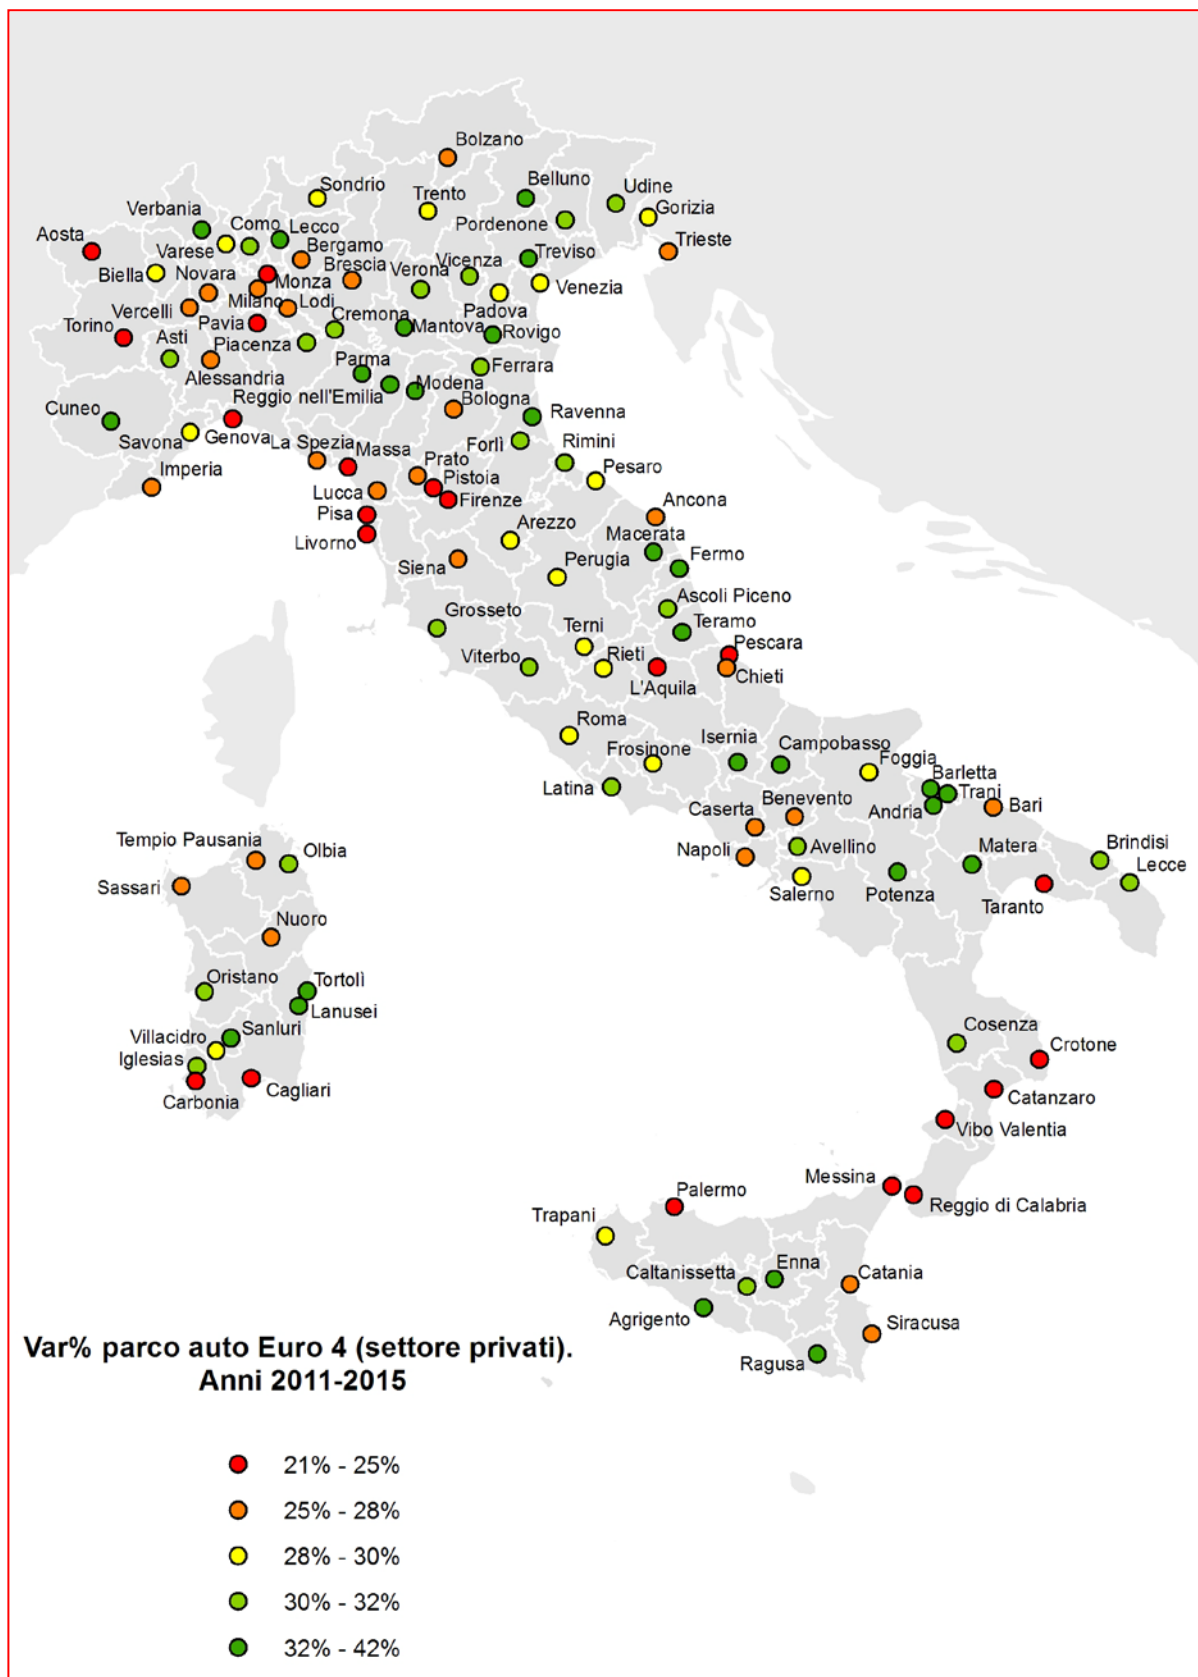 Bolzano
Sondrio
Trento
Belluno
Udine
Gorizia
Pordenone
Verbania
Como
Lecco
Trieste
Aosta
Varese
Bergamo
Treviso
Biella
Novara
Monza
Brescia
Verona
Vicenza
Venezia
Vercelli
Milano
Lodi
Padova
Torino
Pavia
Cremona
Mantova
Rovigo
Asti
Piacenza
Parma
Ferrara
Alessandria
Modena
Reggio nell'Emilia
Bologna
Cuneo
Ravenna
Savona
Genova
La Spezia
Forlì
Rimini
Imperia
Massa
Prato
Pesaro
Pistoia
Lucca
Firenze
Pisa
Ancona
Livorno
Arezzo
Macerata
Siena
Perugia
Fermo
Grosseto
Ascoli Piceno
Terni
Teramo
Viterbo
Rieti
Pescara
L'Aquila
Chieti
Roma
Isernia
Campobasso
Frosinone
Foggia
Latina
Barletta
Trani
Caserta
Benevento
Andria
Bari
Tempio Pausania
Olbia
Napoli
Avellino
Matera
Brindisi
Lecce
Sassari
Salerno
Potenza
Taranto
Nuoro
Oristano
Tortolì
Lanusei
Villacidro
Sanluri
Iglesias
Cosenza
Crotone
Carbonia
Cagliari
Catanzaro
Vibo Valentia
Messina
Palermo
Reggio di Calabria
Trapani
Caltanissetta
Enna
Catania
Agrigento
Siracusa
Ragusa
Var% parco auto Euro 4 (settore privati).
Anni 2011-2015
21% - 25%
25% - 28%
28% - 30%
30% - 32%
32% - 42%